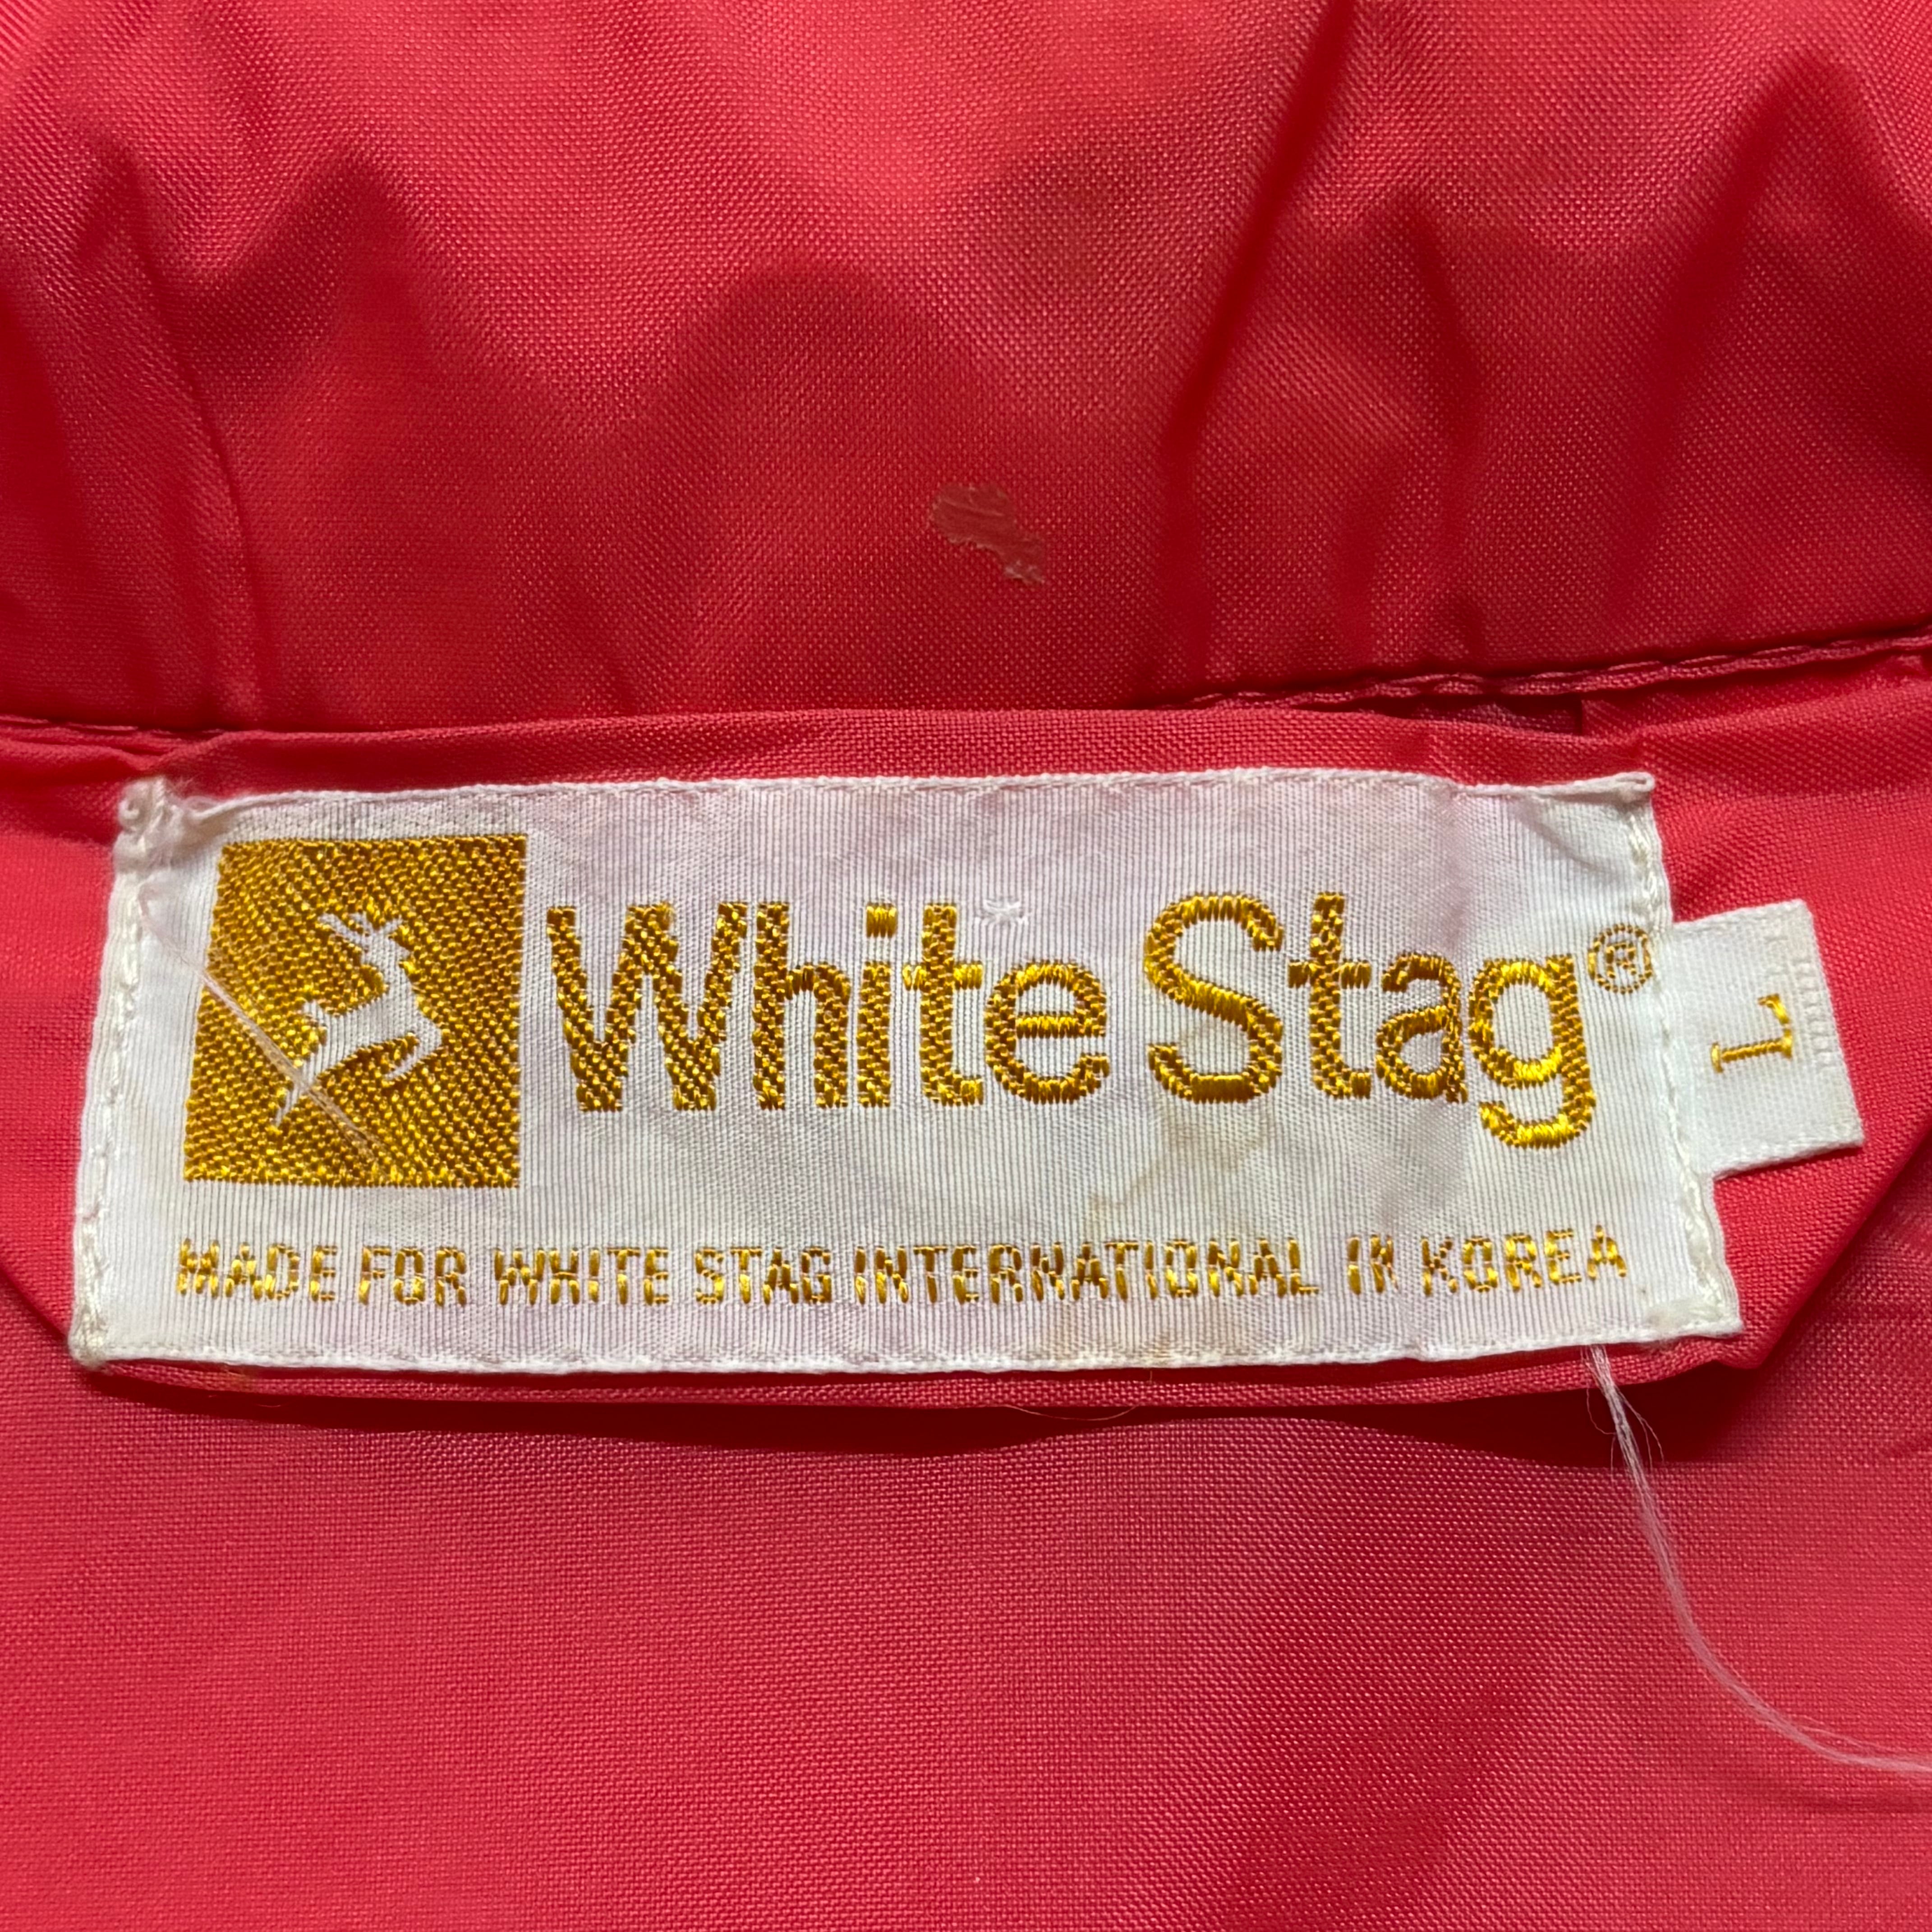 White Stag®
L
MADE FOR WHITE STAG INTERNATIONAL IN KOREA